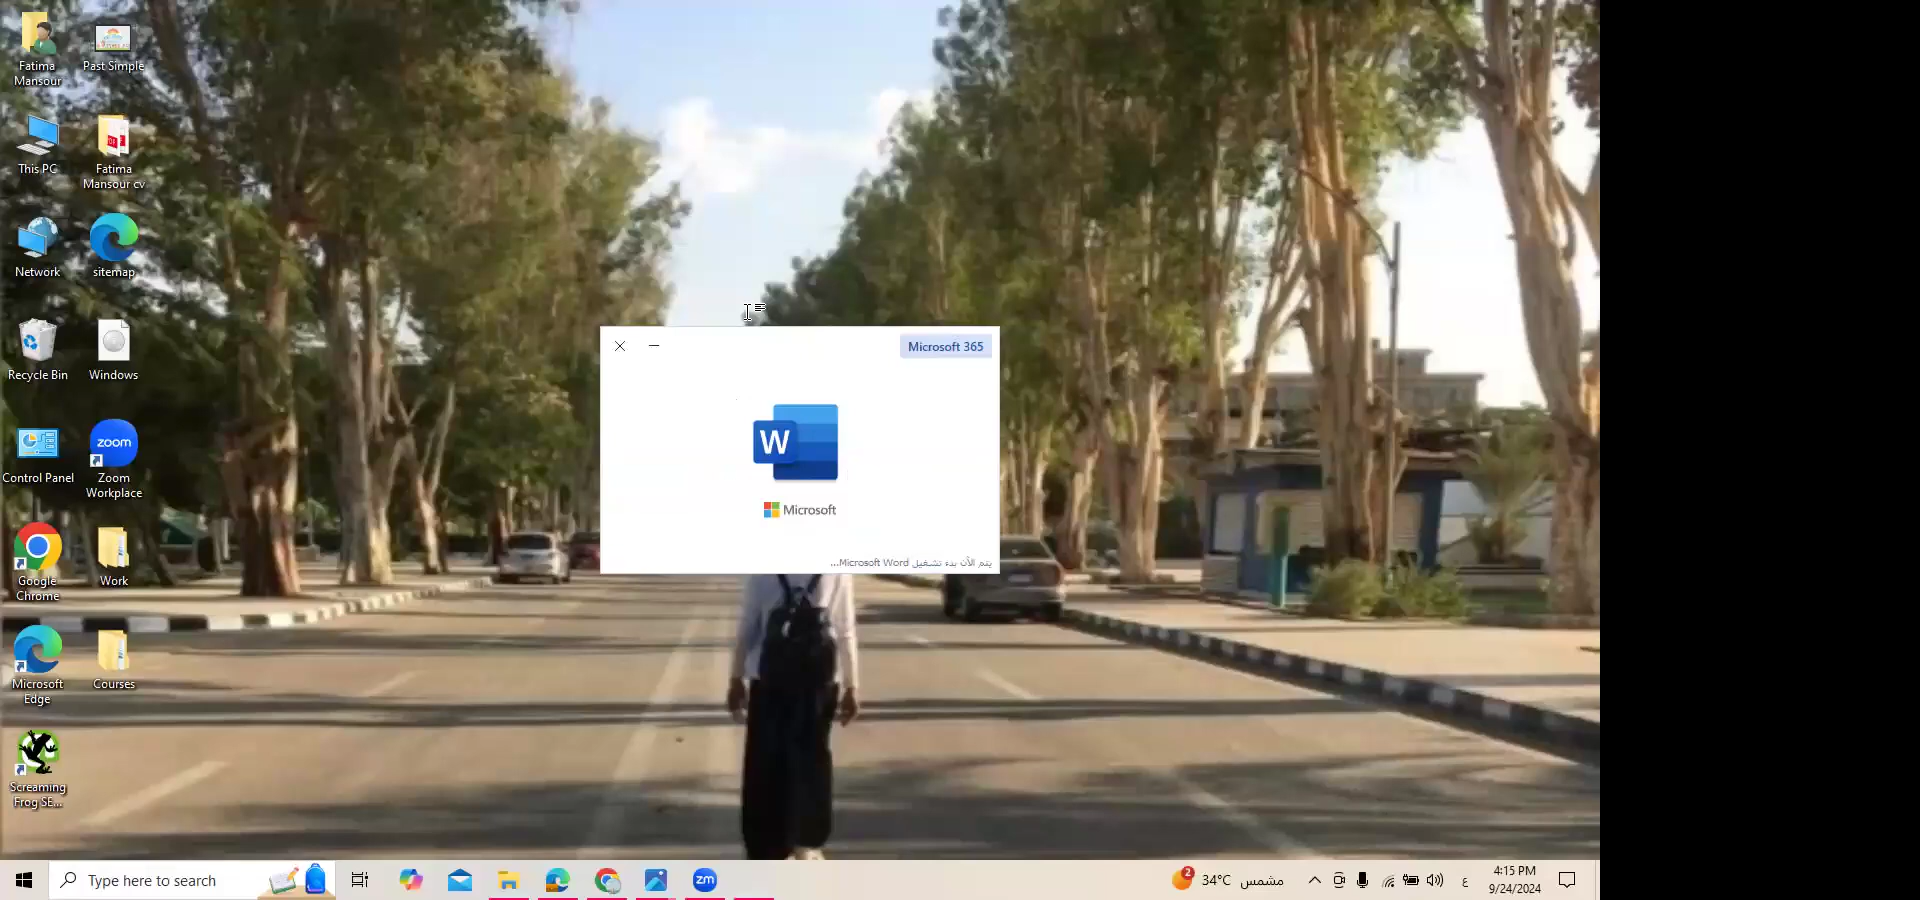 Fatima
Mansour
Past Simple
This PC
Fatima
Mansour cv
Network
sitemap
Recycle Bin
Windows
Control Panel
zoom
Zoom
Workplace
Google
Chrome
Work
Microsoft
Edge
Courses
Screaming
Frog SE...
Microsoft 365
W
Microsoft
يتم الآن بدء تشغيل Microsoft Word...
Type here to search
zm
2
34°C مشمس
ع
4:15 PM
9/24/2024